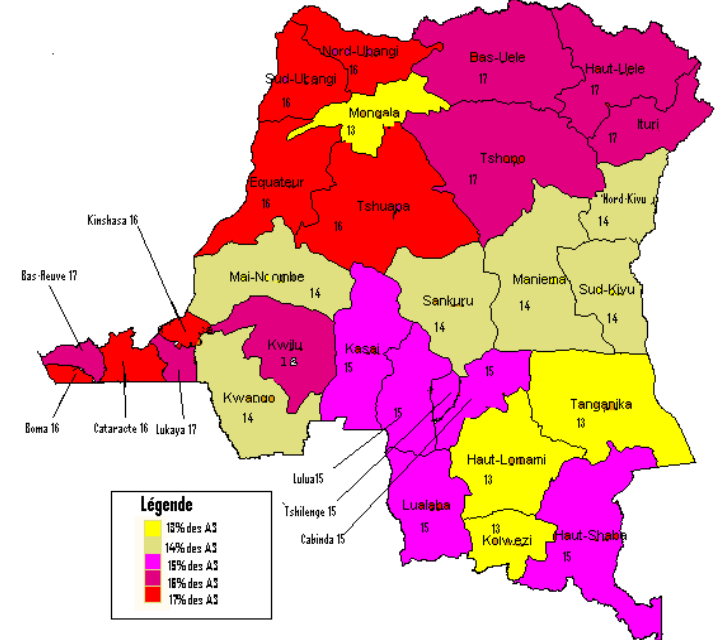 Nord-Ubangi
16
Bas-Uele
17
Haut-Uele
17
Sud-Ubangi
16
Mongala
13
Ituri
17
Tshopo
17
Equateur
16
Tshuapa
16
Nord-Kivu
14
Kinshasa 16
Bas-fleuve 17
14
Maniema
14
Sud-Kivu
14
Sankuru
14
Kwilu
Kasai
15
15
Kwango
14
Tanganika
13
Boma 16
Cataracte 16
Lukaya 17
15
Haut-Lomami
13
Lulua15
Tshilenge 15
Cabinda 15
Lualaba
15
13
Kolwezi
Haut-Shaba
15
Légende
13% des AS
14% des AS
15% des AS
16% des AS
17% des AS